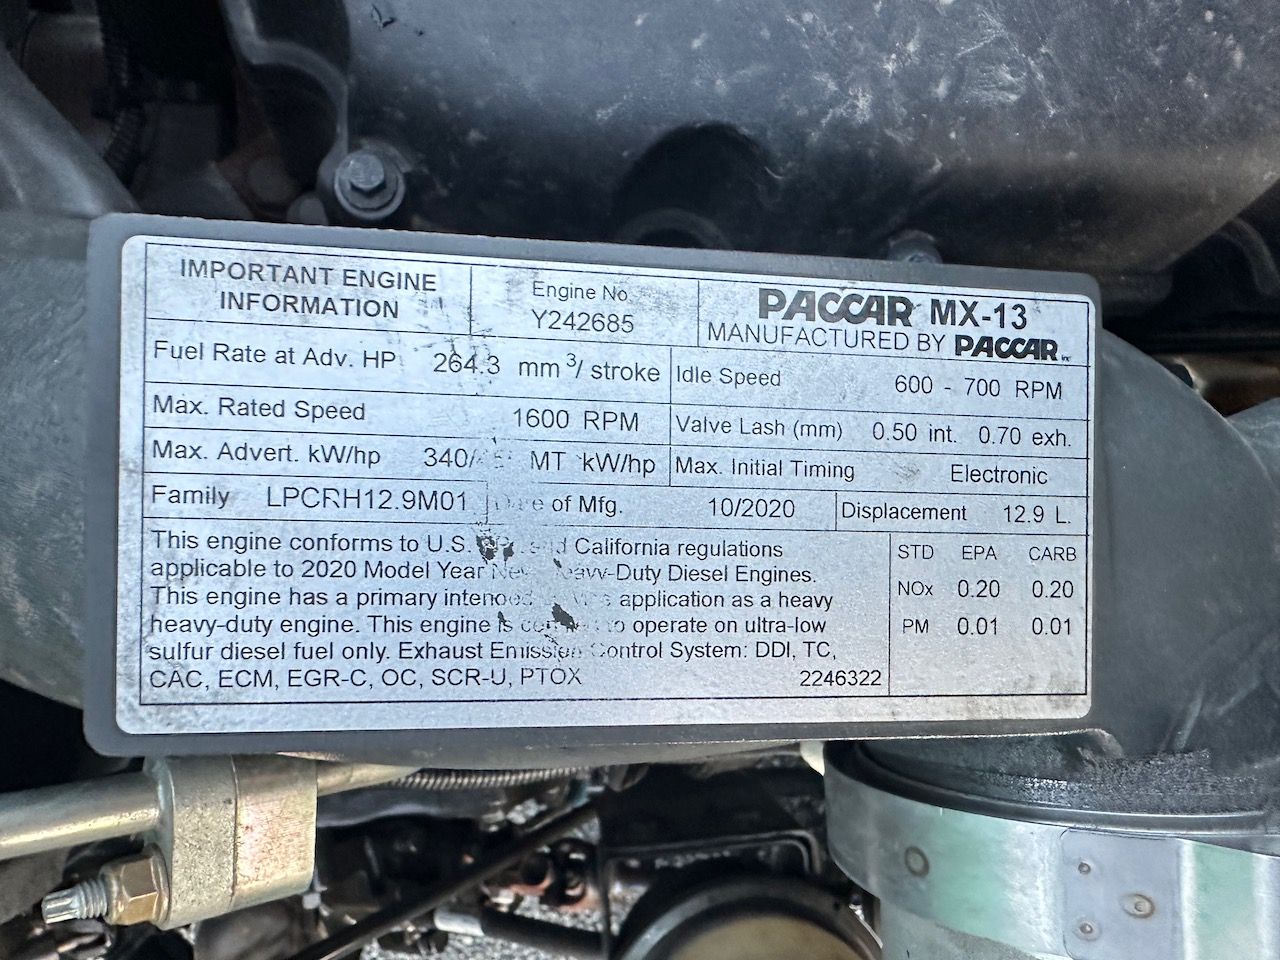 IMPORTANT ENGINE
INFORMATION
Engine No.
Y242685
PACCAR MX-13
MANUFACTURED BY PACCAR INC
Fuel Rate at Adv. HP 264.3 mm³/ stroke
Idle Speed 600 - 700 RPM
Max. Rated Speed 1600 RPM
Valve Lash (mm) 0.50 int. 0.70 exh.
Max. Advert. kW/hp 340/ MT kW/hp
Max. Initial Timing Electronic
Family LPCRH12.9M01
of Mfg. 10/2020
Displacement 12.9 L.
This engine conforms to U.S. California regulations
applicable to 2020 Model Year Duty Diesel Engines.
This engine has a primary application as a heavy
heavy-duty engine. This engine is to operate on ultra-low
sulfur diesel fuel only. Exhaust Emission Control System: DDI, TC,
CAC, ECM, EGR-C, OC, SCR-U, PTOX 2246322
STD EPA CARB
NOx 0.20 0.20
PM 0.01 0.01